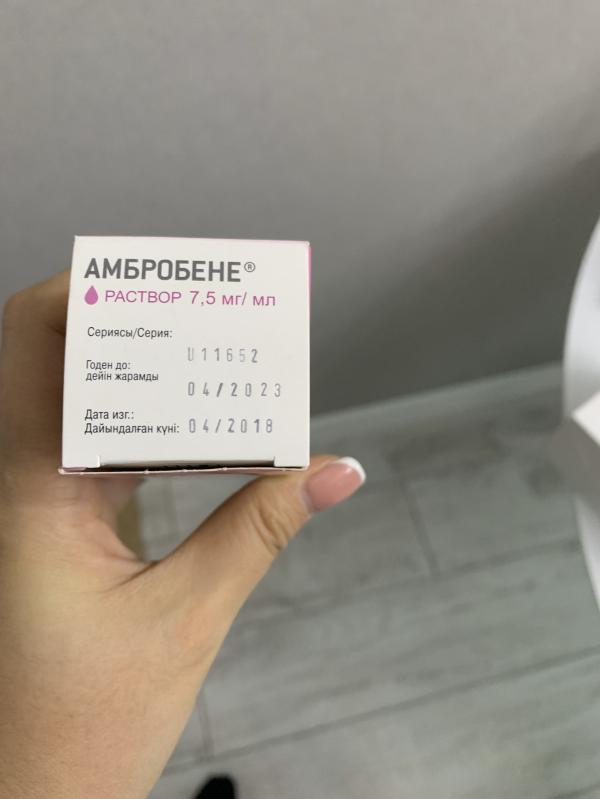 АМБРОБЕНЕ®
РАСТВОР 7,5 мг/ мл
Сериясы/Серия: U11652
Годен до:
дейін жарамды 04/2023
Дата изг.:
Дайындалған күні: 04/2018